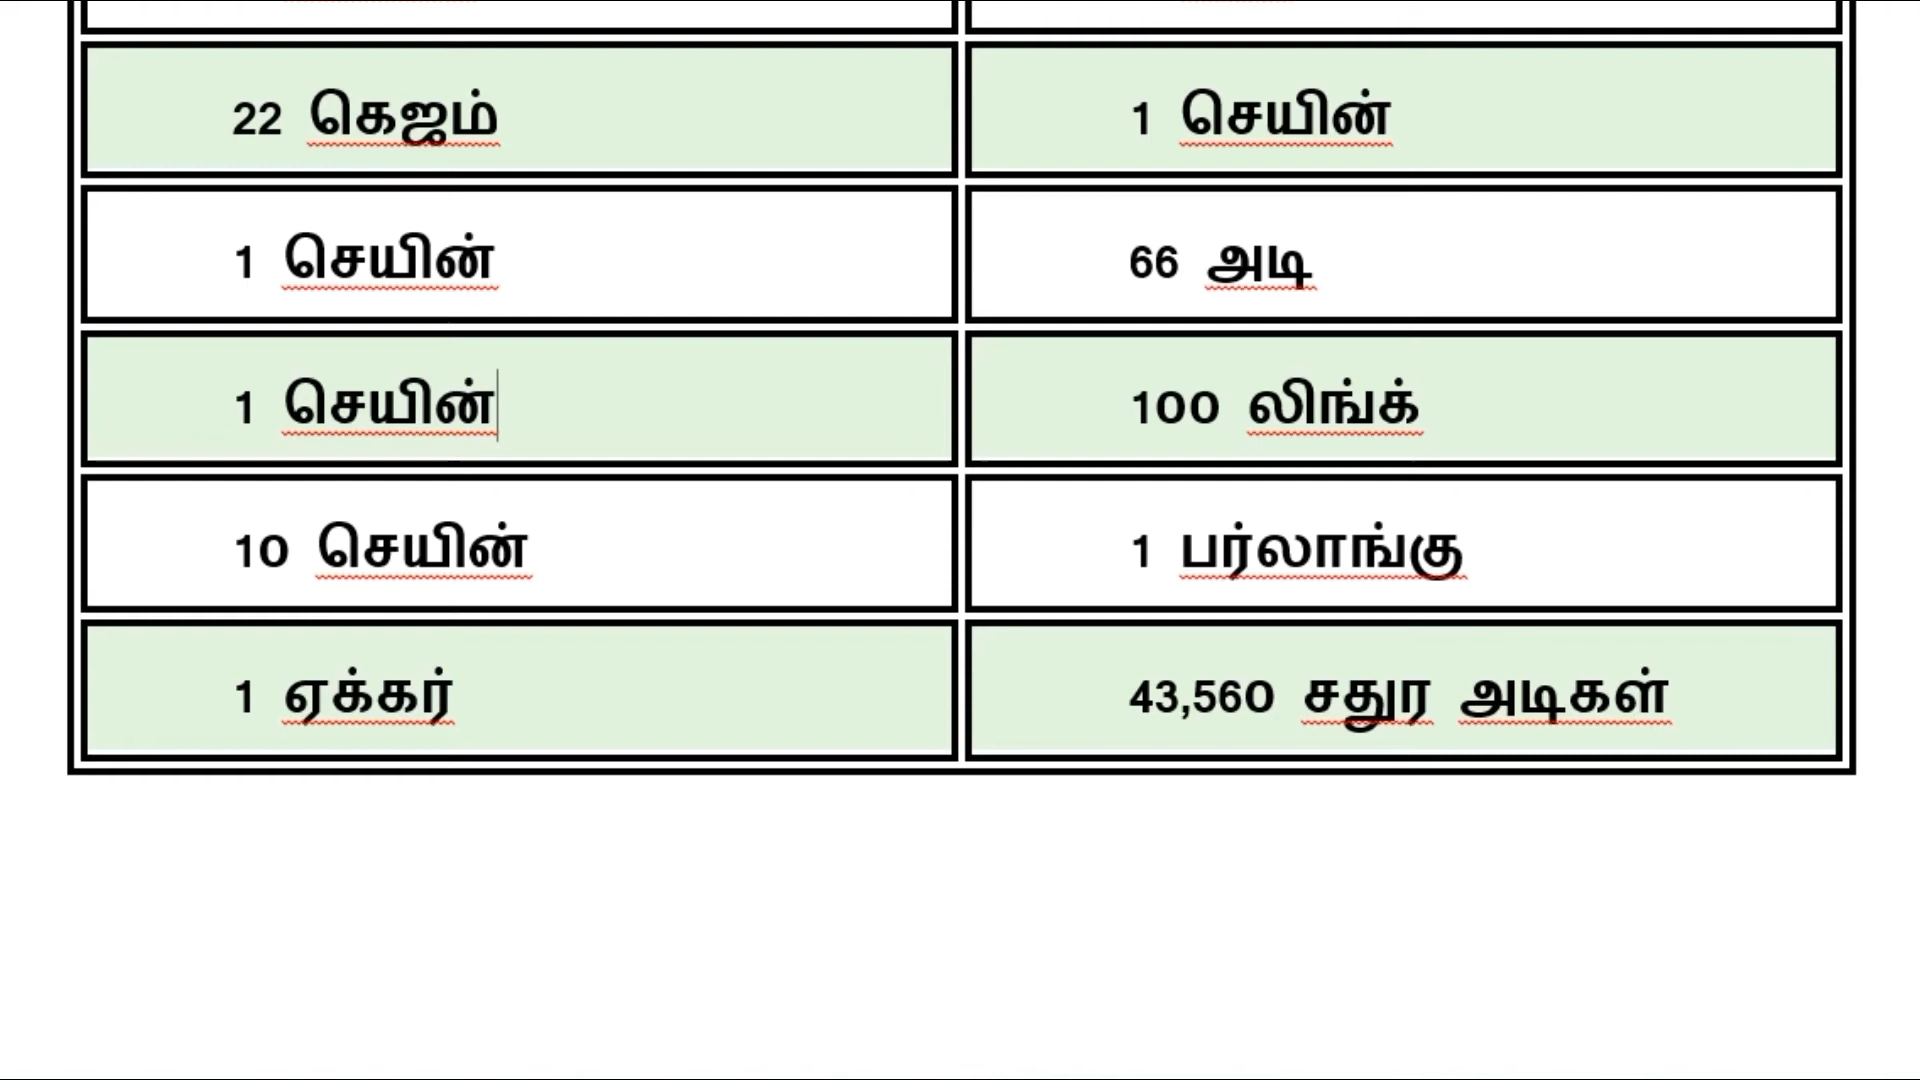 22 கெஜம் 1 செயின்
1 செயின் 66 அடி
1 செயின் 100 லிங்க்
10 செயின் 1 பர்லாங்கு
1 ஏக்கர் 43,560 சதுர அடிகள்